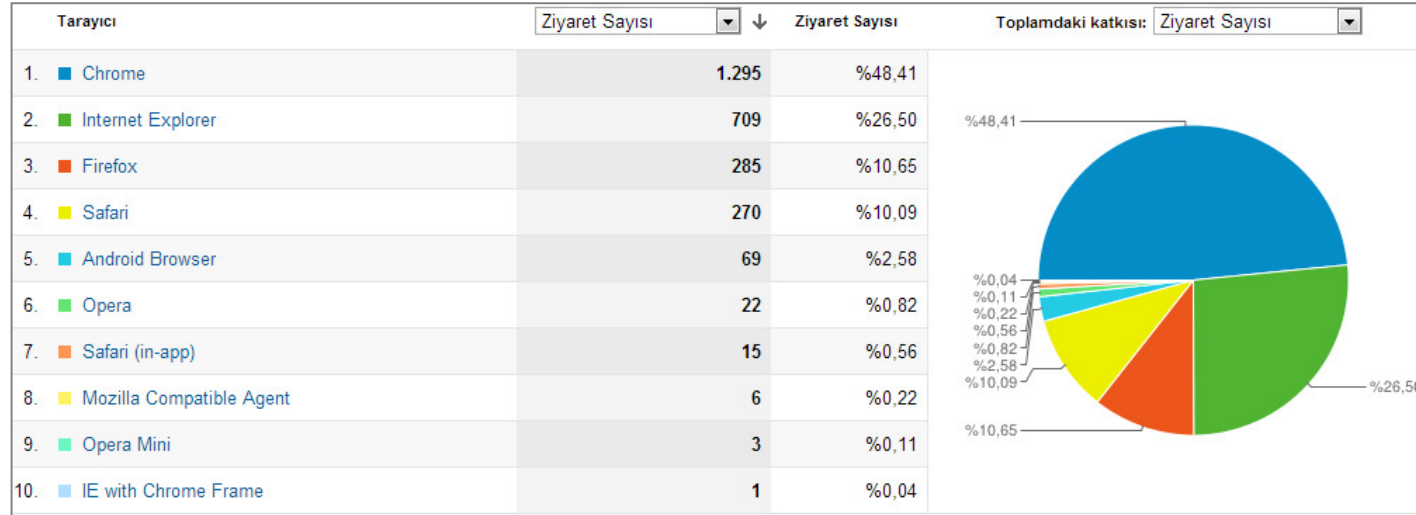 Tarayıcı Ziyaret Sayısı Ziyaret Sayısı Toplamdaki katkısı: Ziyaret Sayısı
1. Chrome 1.295 %48,41
2. Internet Explorer 709 %26,50
3. Firefox 285 %10,65
4. Safari 270 %10,09
5. Android Browser 69 %2,58
6. Opera 22 %0,82
7. Safari (in-app) 15 %0,56
8. Mozilla Compatible Agent 6 %0,22
9. Opera Mini 3 %0,11
10. IE with Chrome Frame 1 %0,04
%48,41
%0,04
%0,11
%0,22
%0,56
%0,82
%2,58
%10,09
%26,50
%10,65